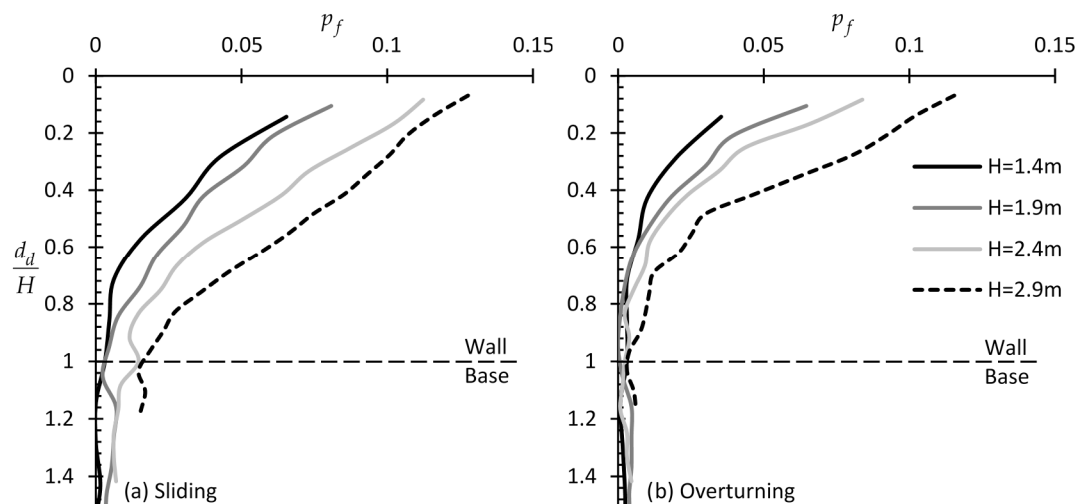 p_f
0 0.05 0.1 0.15
0
0.2
0.4
0.6
0.8
1
1.2
1.4
d_d
H
Wall
Base
(a) Sliding
p_f
0 0.05 0.1 0.15
0
0.2
0.4
0.6
0.8
1
1.2
1.4
H=1.4m
H=1.9m
H=2.4m
H=2.9m
Wall
Base
(b) Overturning